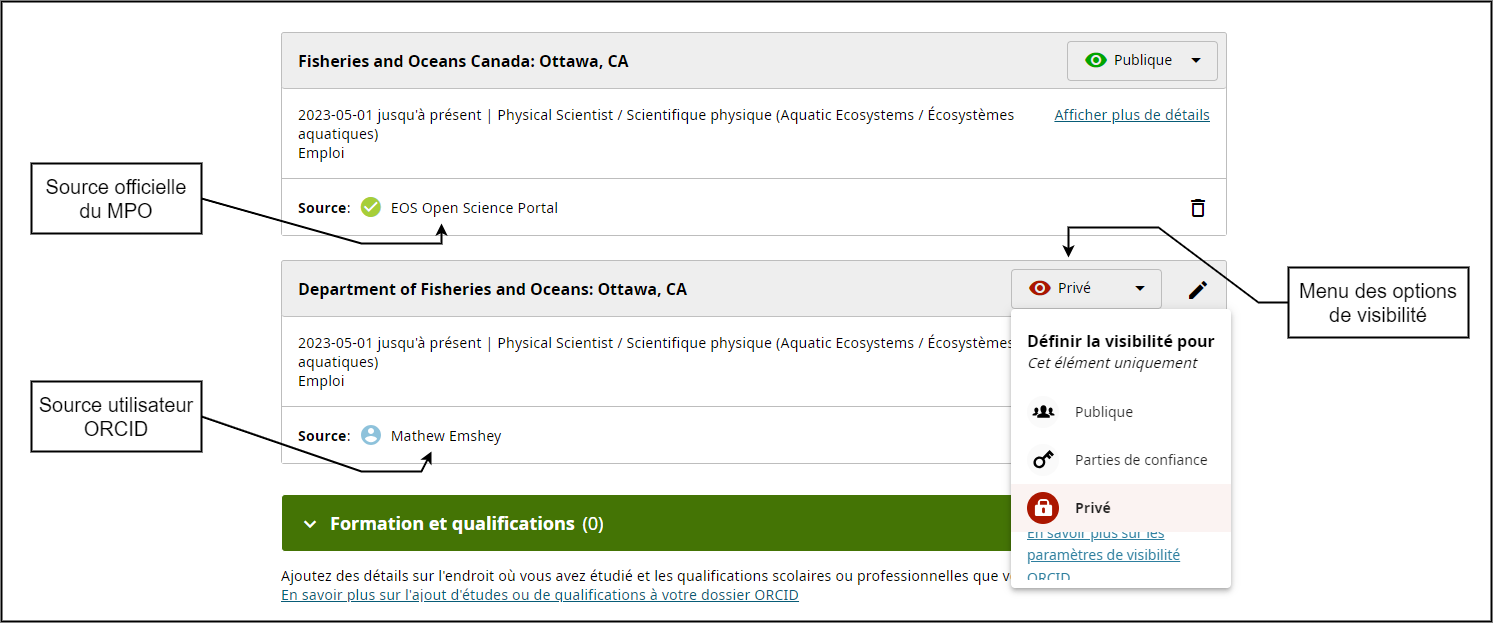 Fisheries and Oceans Canada: Ottawa, CA
Publique
2023-05-01 jusqu'à présent | Physical Scientist / Scientifique physique (Aquatic Ecosystems / Écosystèmes
aquatiques)
Emploi
Afficher plus de détails
Source officielle
du MPO
Source: EOS Open Science Portal
Department of Fisheries and Oceans: Ottawa, CA
Privé
Menu des options
de visibilité
2023-05-01 jusqu'à présent | Physical Scientist / Scientifique physique (Aquatic Ecosystems / Écosystèmes
aquatiques)
Emploi
Définir la visibilité pour
Cet élément uniquement
Publique
Parties de confiance
Privé
En savoir plus sur les
paramètres de visibilité
ORCID
Source utilisateur
ORCID
Source: Mathew Emshey
Formation et qualifications (0)
Ajoutez des détails sur l'endroit où vous avez étudié et les qualifications scolaires ou professionnelles que
En savoir plus sur l'ajout d'études ou de qualifications à votre dossier ORCID